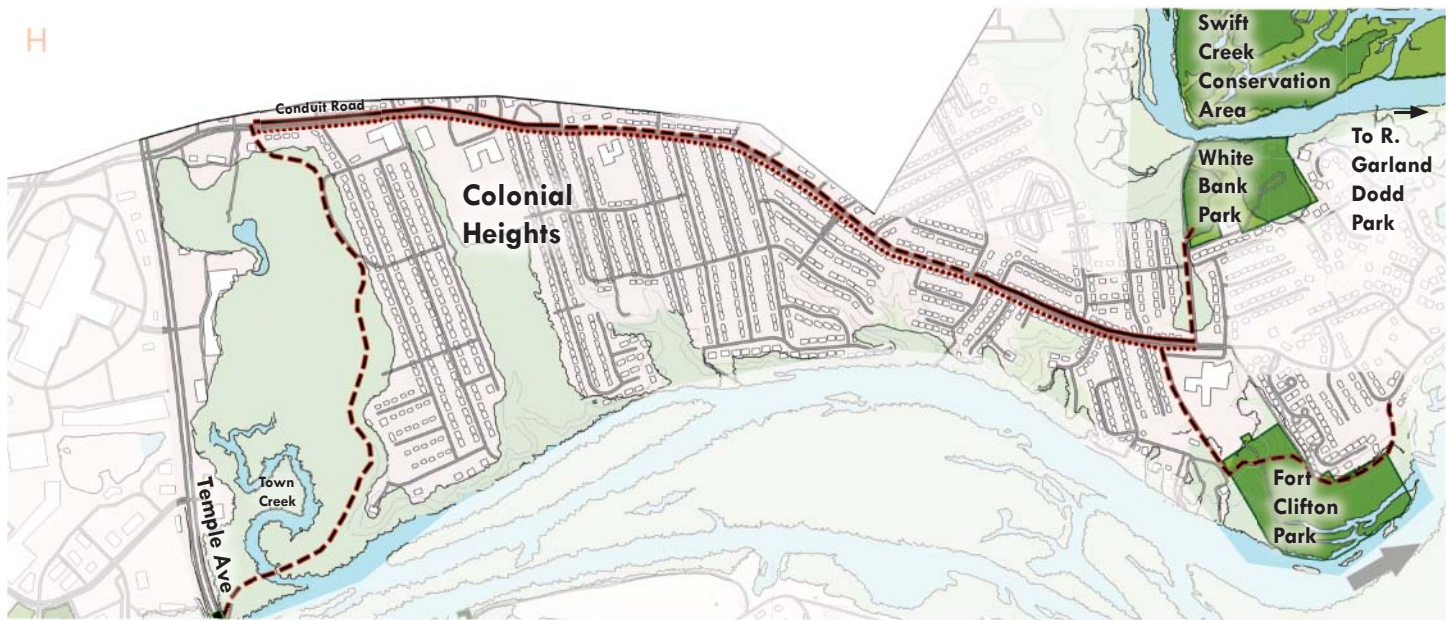 H
Conduit Road
Colonial
Heights
Swift
Creek
Conservation
Area
To R.
Garland
Dodd
Park
White
Bank
Park
Town
Creek
Temple Ave
Fort
Clifton
Park